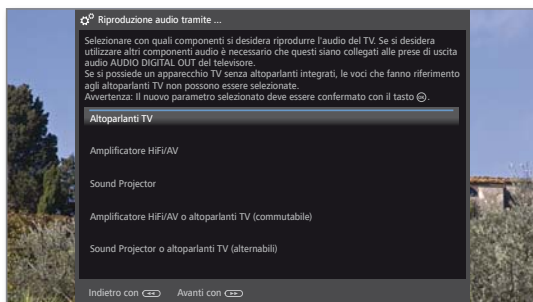 Riproduzione audio tramite ...
Selezionare con quali componenti si desidera riprodurre l'audio del TV. Se si desidera
utilizzare altri componenti audio è necessario che questi siano collegati alle prese di uscita
audio AUDIO DIGITAL OUT del televisore.
Se si possiede un apparecchio TV senza altoparlanti integrati, le voci che fanno riferimento
agli altoparlanti TV non possono essere selezionate.
Avvertenza: Il nuovo parametro selezionato deve essere confermato con il tasto OK.
Altoparlanti TV
Amplificatore HiFi/AV
Sound Projector
Amplificatore HiFi/AV o altoparlanti TV (commutabile)
Sound Projector o altoparlanti TV (alternabili)
Indietro con Avanti con